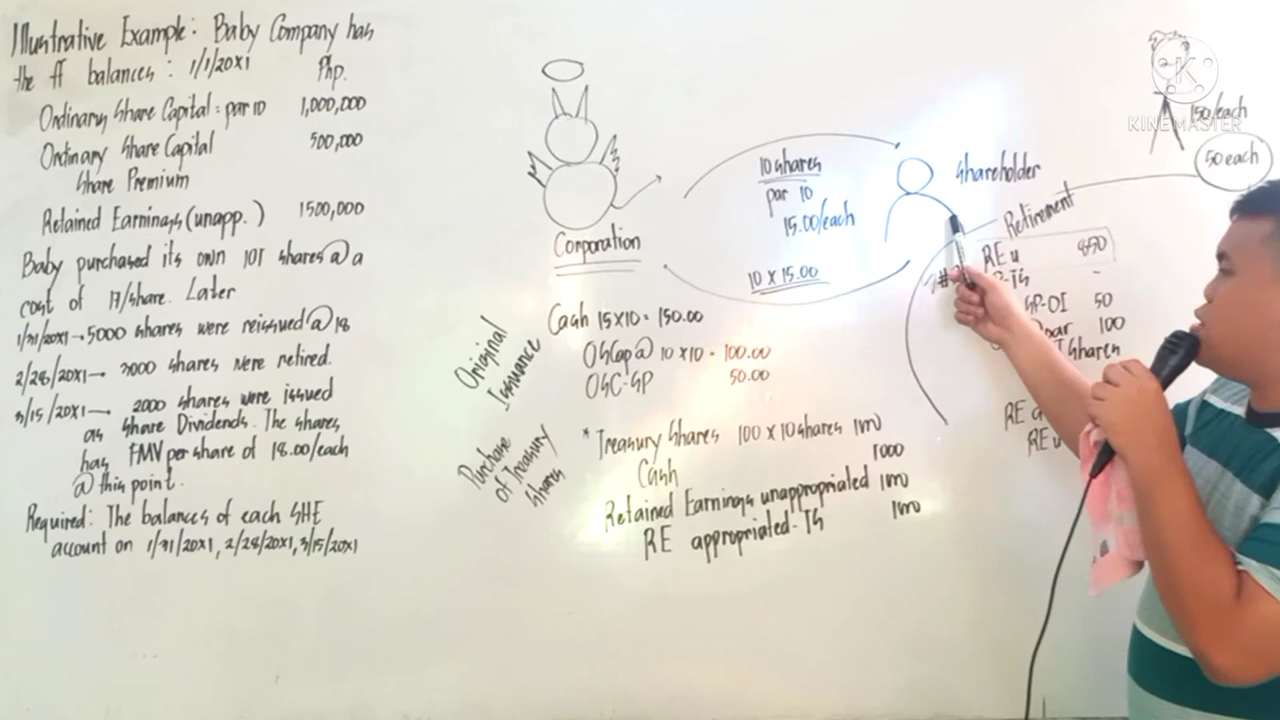 Illustrative Example: Baby Company has
the ff balances: 1/1/20x1 Php.
Ordinary Share Capital = par 10 1,000,000
Ordinary Share Capital 500,000
Share Premium
Retained Earnings (unapp.) 1500,000
Baby purchased its own 10T shares @ a
cost of 17/share. Later
1/31/20x1 → 5000 shares were reissued @ 18
2/28/20x1 → 3000 shares were retired.
3/15/20x1 → 2000 shares were issued
as share Dividends. The shares
has FMV per share of 18.00/each
@ this point.
Required: The balances of each SHE
account on 1/31/20x1, 2/28/20x1, 3/15/20x1
Corporation
10 shares
par 10
15.00/each
10 x 15.00
Shareholder
Original
Issuance
Cash 15x10 = 150.00
OSCap @ 10 x 10 = 100.00
OSC-SP 50.00
Purchase
of Treasury
Shares
* Treasury Shares 100 x 10 shares 1000
Cash 1000
Retained Earnings unappropriated 1000
RE appropriated-TS 1000
K
KINEMASTER
150/each
50 each
Retirement
RE u 850
-TS -
SP-OI 50
par 100
T Shares
RE
RE u